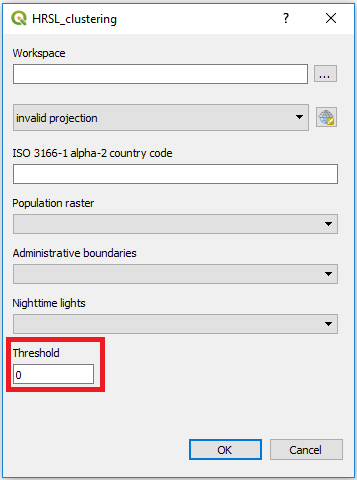 HRSL_clustering
Workspace
...
invalid projection
ISO 3166-1 alpha-2 country code
Population raster
Administrative boundaries
Nighttime lights
Threshold
0
OK Cancel